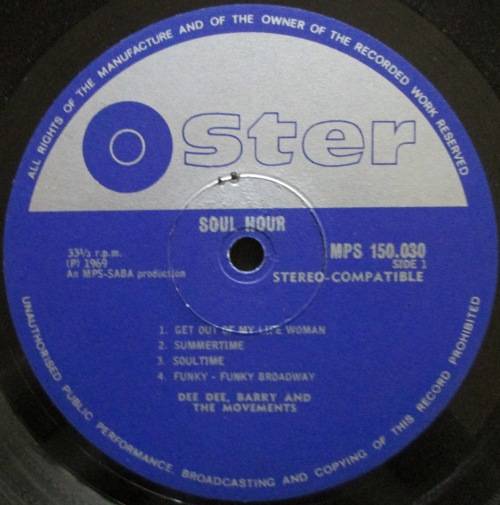 ALL RIGHTS OF THE MANUFACTURE AND OF THE OWNER OF THE RECORDED WORK RESERVED
Oster
SOUL HOUR
33⅓ r.p.m.
(P) 1969
An MPS-SABA production
MPS 150.030
SIDE 1
STEREO-COMPATIBLE
1. GET OUT OF MY LIFE WOMAN
2. SUMMERTIME
3. SOULTIME
4. FUNKY - FUNKY BROADWAY
DEE DEE, BARRY AND
THE MOVEMENTS
UNAUTHORISED PUBLIC PERFORMANCE, BROADCASTING AND COPYING OF THIS RECORD PROHIBITED